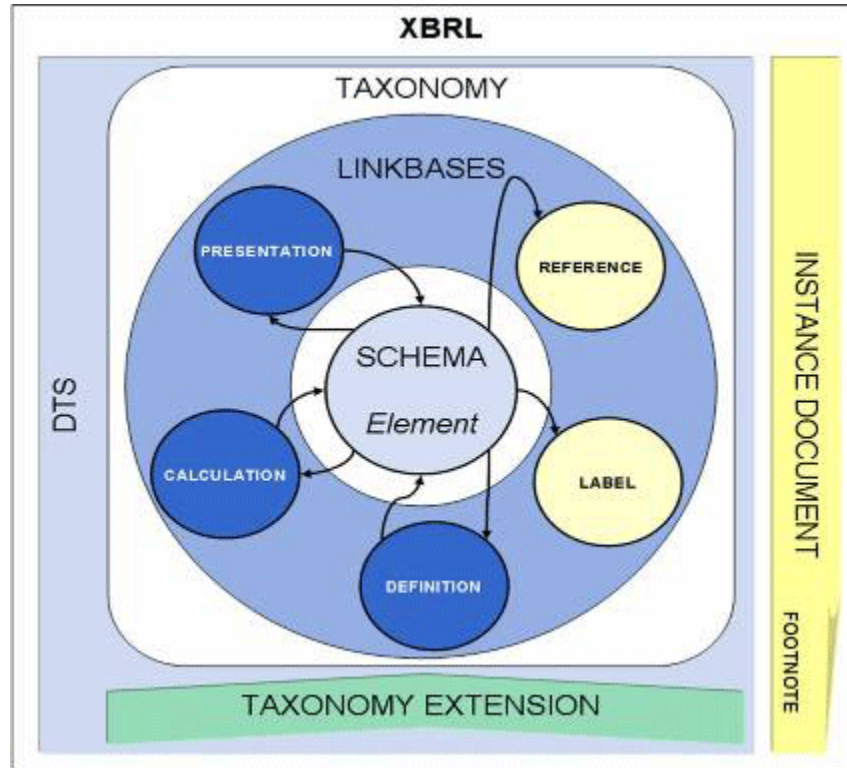 XBRL
TAXONOMY
LINKBASES
PRESENTATION
REFERENCE
SCHEMA
Element
CALCULATION
LABEL
DEFINITION
DTS
INSTANCE DOCUMENT
FOOTNOTE
TAXONOMY EXTENSION